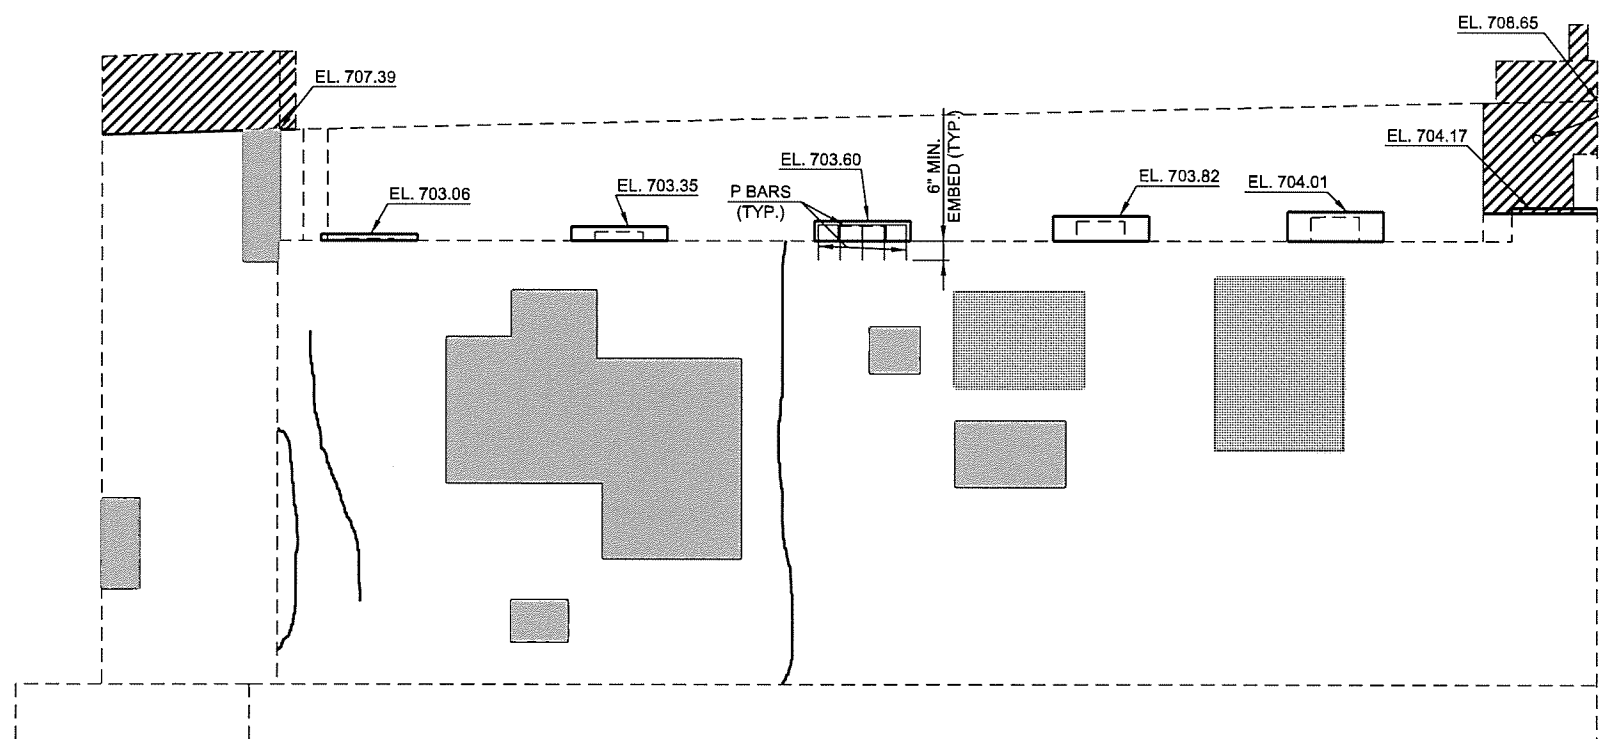 EL. 708.65
EL. 707.39
EL. 704.17
EL. 703.60
6" MIN.
EMBED (TYP.)
EL. 703.06
EL. 703.35
P BARS
(TYP.)
EL. 703.82
EL. 704.01